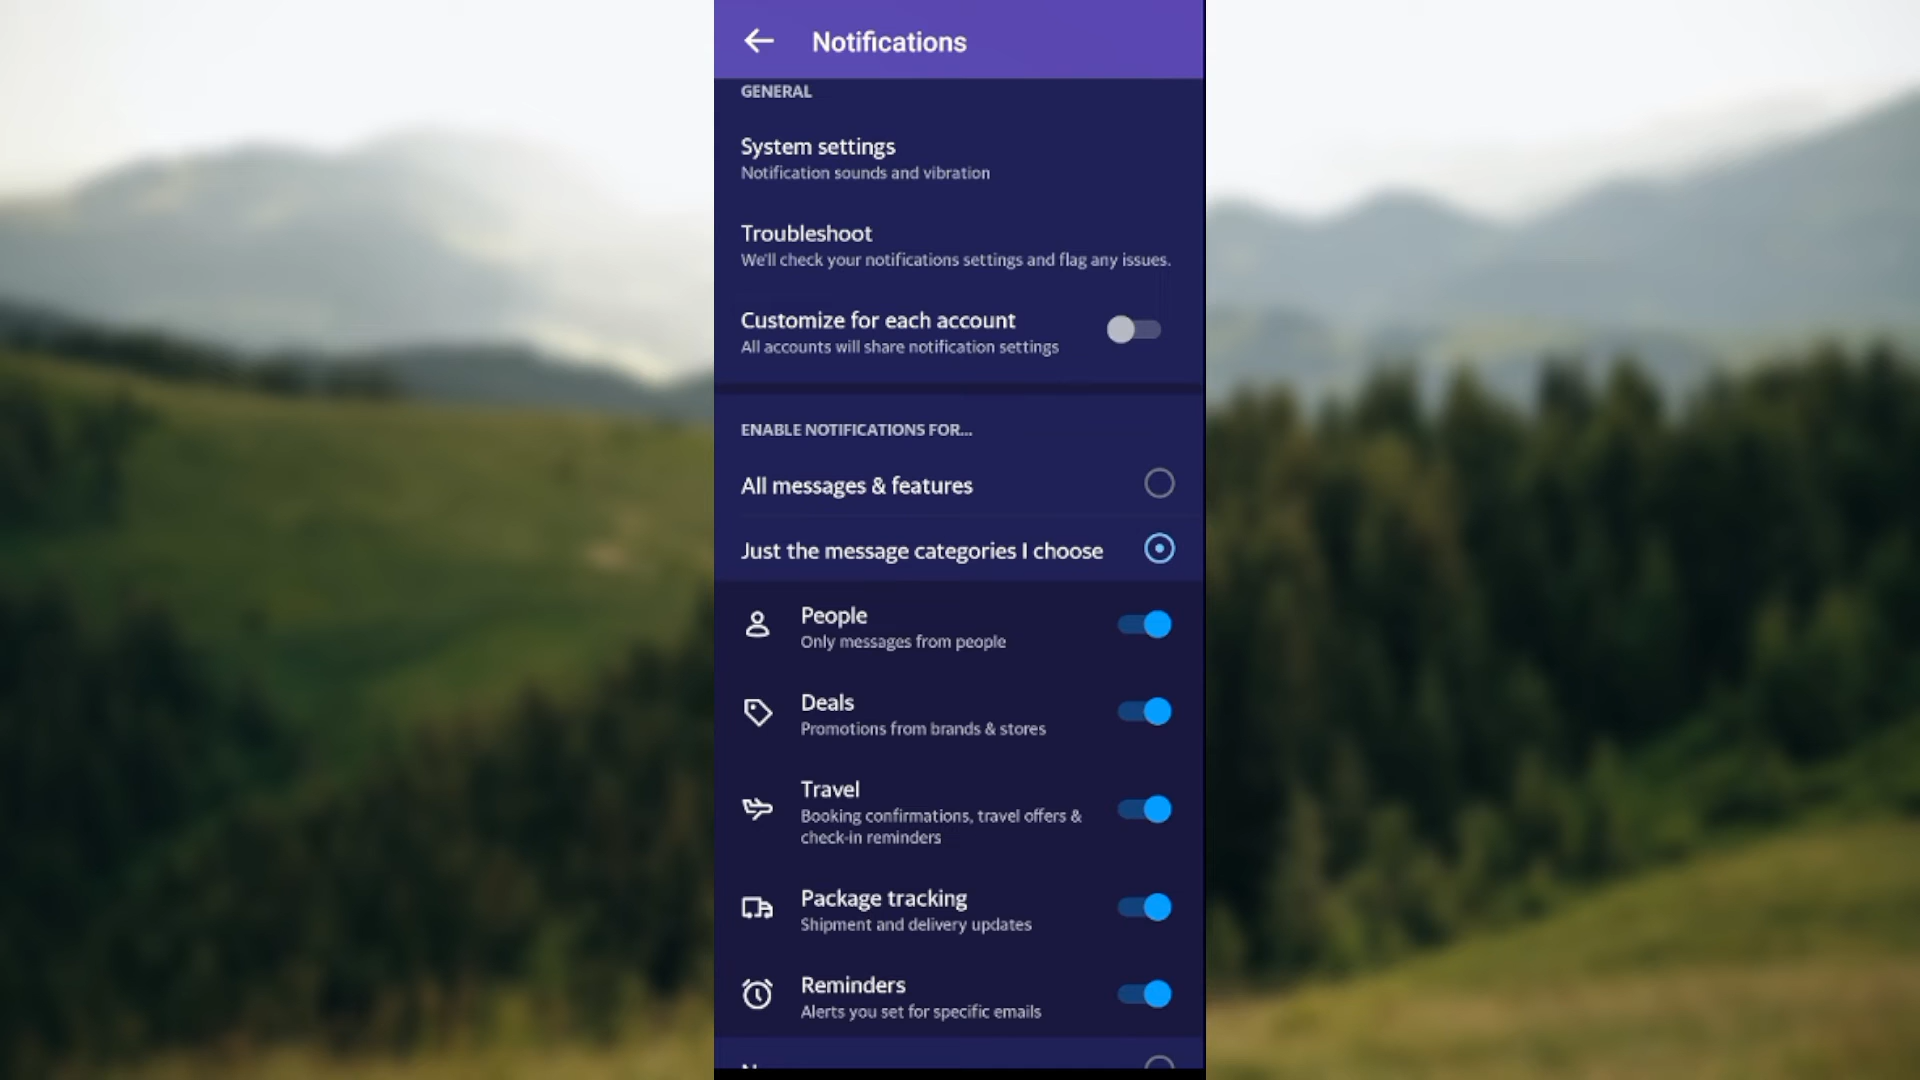 Notifications
GENERAL
System settings
Notification sounds and vibration
Troubleshoot
We'll check your notifications settings and flag any issues.
Customize for each account
All accounts will share notification settings
ENABLE NOTIFICATIONS FOR...
All messages & features
Just the message categories I choose
People
Only messages from people
Deals
Promotions from brands & stores
Travel
Booking confirmations, travel offers &
check-in reminders
Package tracking
Shipment and delivery updates
Reminders
Alerts you set for specific emails